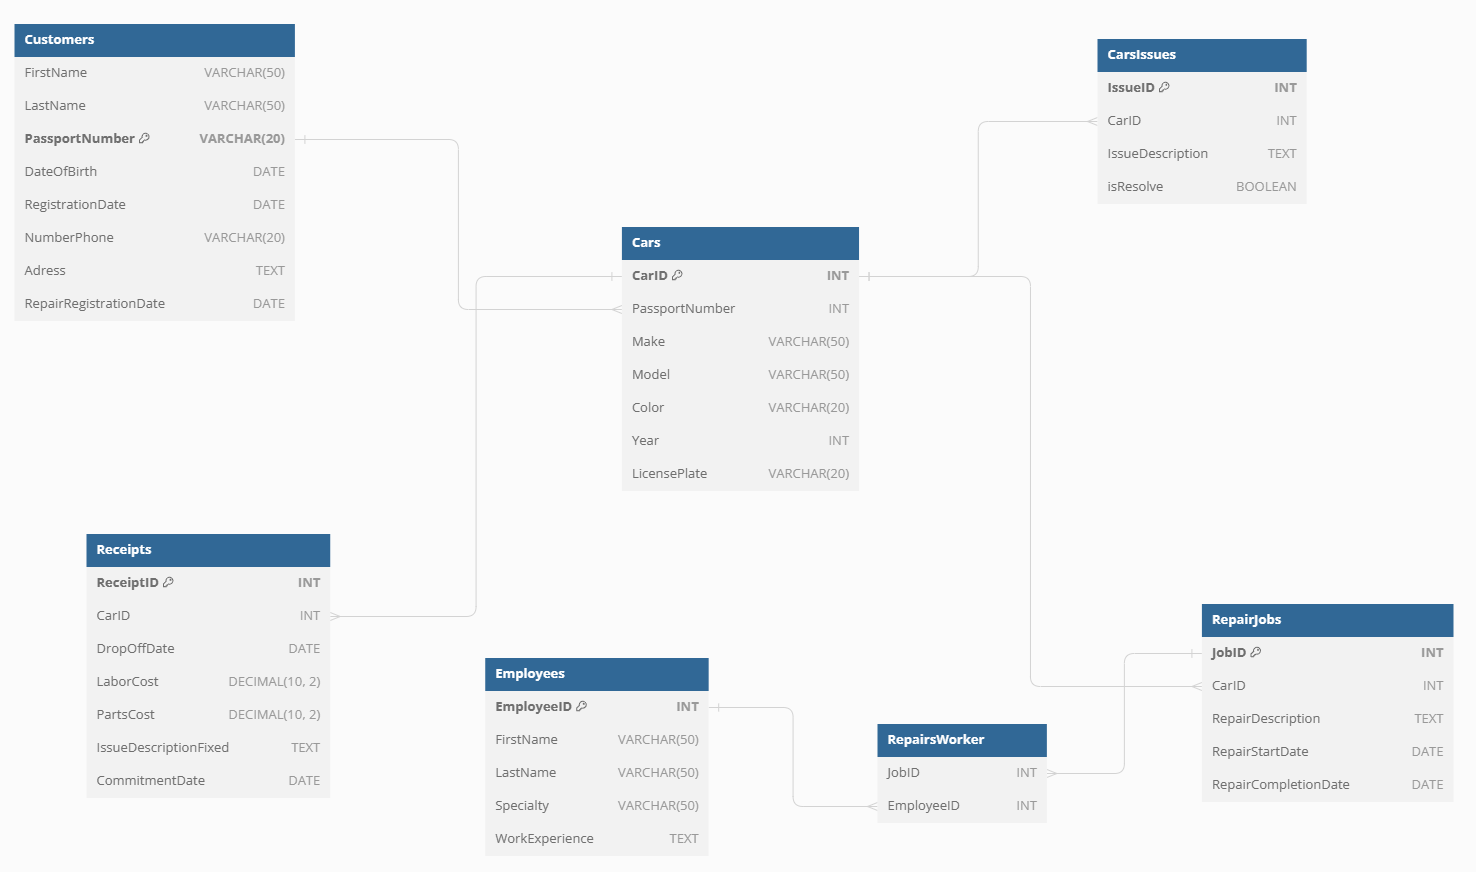 Customers
FirstName VARCHAR(50)
LastName VARCHAR(50)
PassportNumber VARCHAR(20)
DateOfBirth DATE
RegistrationDate DATE
NumberPhone VARCHAR(20)
Adress TEXT
RepairRegistrationDate DATE
CarsIssues
IssueID INT
CarID INT
IssueDescription TEXT
isResolve BOOLEAN
Cars
CarID INT
PassportNumber INT
Make VARCHAR(50)
Model VARCHAR(50)
Color VARCHAR(20)
Year INT
LicensePlate VARCHAR(20)
Receipts
ReceiptID INT
CarID INT
DropOffDate DATE
LaborCost DECIMAL(10, 2)
PartsCost DECIMAL(10, 2)
IssueDescriptionFixed TEXT
CommitmentDate DATE
Employees
EmployeeID INT
FirstName VARCHAR(50)
LastName VARCHAR(50)
Specialty VARCHAR(50)
WorkExperience TEXT
RepairsWorker
JobID INT
EmployeeID INT
RepairJobs
JobID INT
CarID INT
RepairDescription TEXT
RepairStartDate DATE
RepairCompletionDate DATE